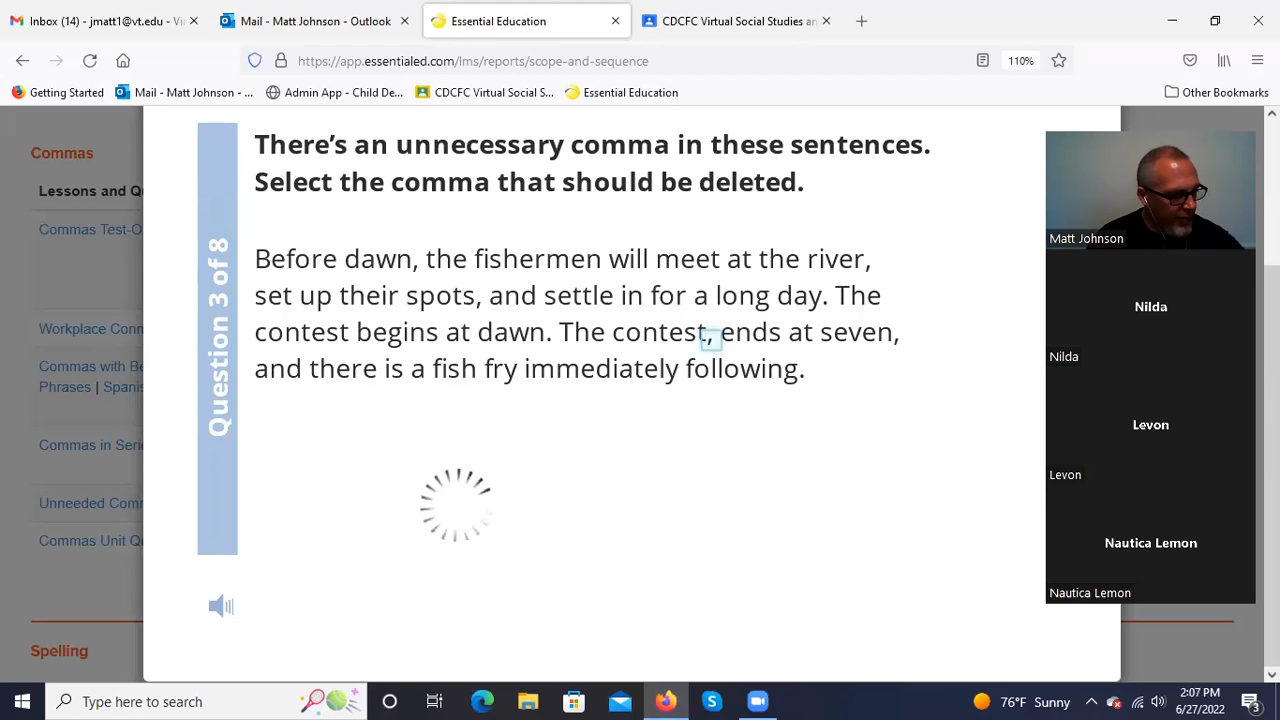 Inbox (14) - jmatt1@vt.edu - Vi
Mail - Matt Johnson - Outlook
Essential Education
CDCFC Virtual Social Studies an
https://app.essentialed.com/lms/reports/scope-and-sequence
110%
Getting Started
Mail - Matt Johnson - ...
Admin App - Child De...
CDCFC Virtual Social S...
Essential Education
Other Bookmarks
Commas
Lessons and Qu
Commas Test-O
Workplace Conn
Commas with Be
Phrases | Spanis
Commas in Serie
Unneeded Comm
Commas Unit Qu
Spelling
Question 3 of 8
There's an unnecessary comma in these sentences.
Select the comma that should be deleted.
Before dawn, the fishermen will meet at the river,
set up their spots, and settle in for a long day. The
contest begins at dawn. The contest, ends at seven,
and there is a fish fry immediately following.
Matt Johnson
Nilda
Nilda
Levon
Levon
Nautica Lemon
Nautica Lemon
Type here to search
76°F Sunny
2:07 PM
6/27/2022
3